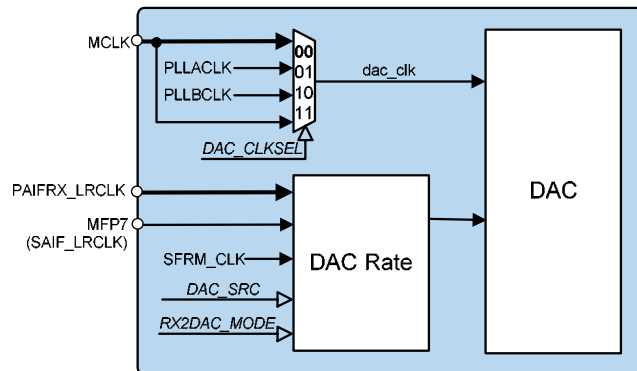 MCLK
00
PLLACLK
01
dac_clk
PLLBCLK
10
11
DAC_CLKSEL
DAC
PAIFRX_LRCLK
MFP7
(SAIF_LRCLK)
SFRM_CLK
DAC Rate
DAC_SRC
RX2DAC_MODE